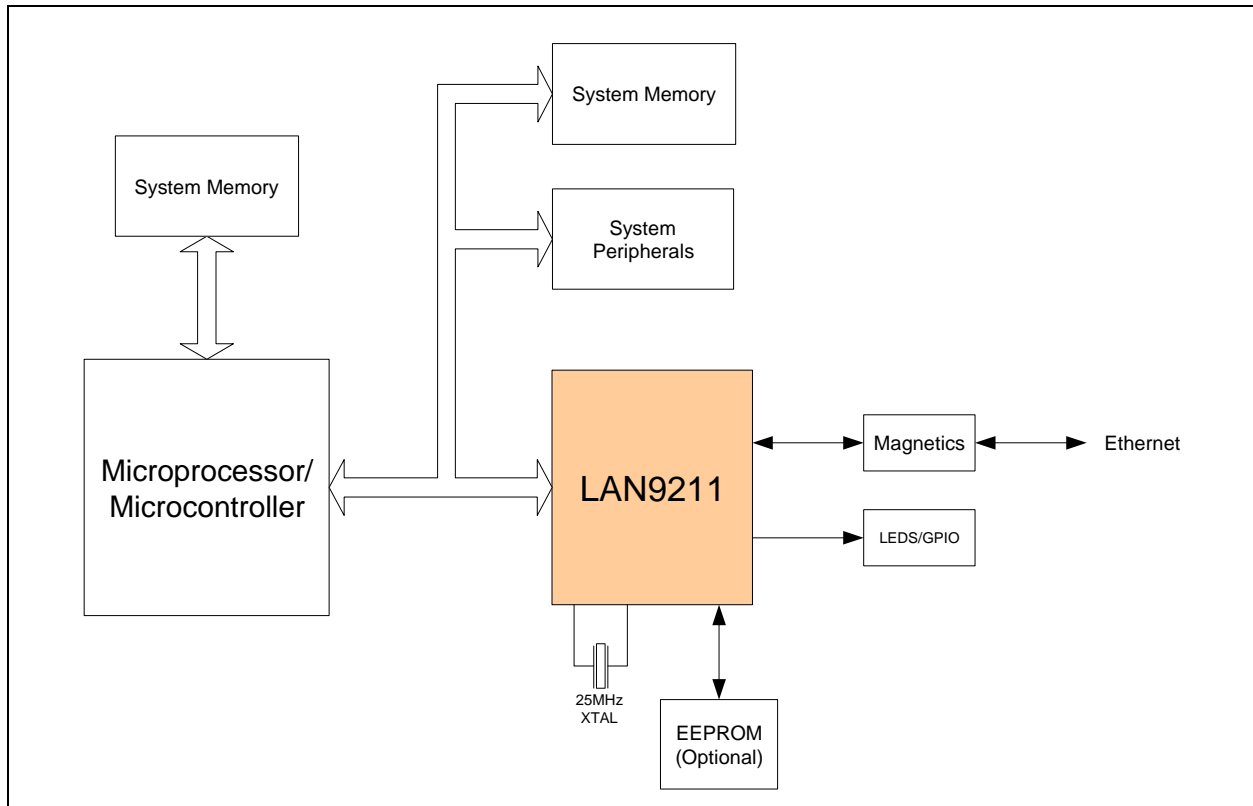 System Memory
System Memory
System
Peripherals
Microprocessor/
Microcontroller
LAN9211
Magnetics
Ethernet
LEDS/GPIO
25MHz
XTAL
EEPROM
(Optional)